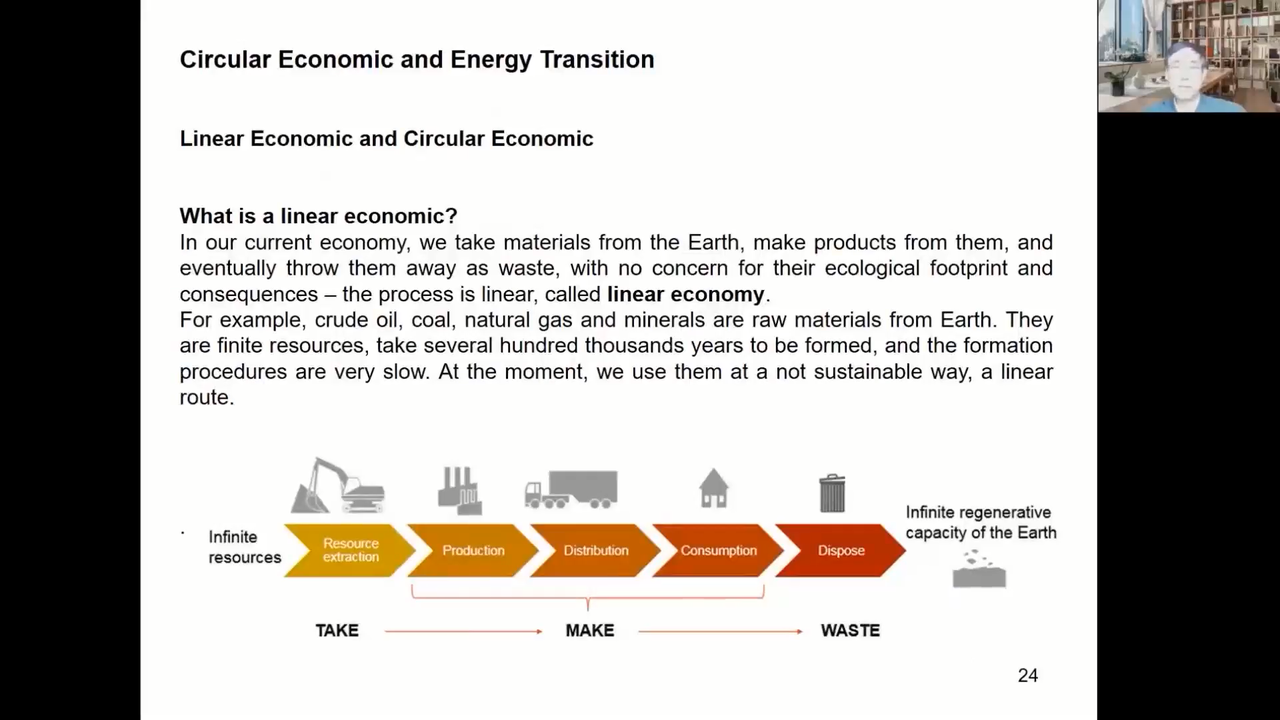 Circular Economic and Energy Transition
Linear Economic and Circular Economic
What is a linear economic?
In our current economy, we take materials from the Earth, make products from them, and
eventually throw them away as waste, with no concern for their ecological footprint and
consequences – the process is linear, called linear economy.
For example, crude oil, coal, natural gas and minerals are raw materials from Earth. They
are finite resources, take several hundred thousands years to be formed, and the formation
procedures are very slow. At the moment, we use them at a not sustainable way, a linear
route.
Infinite
resources
Resource
extraction
Production
Distribution
Consumption
Dispose
Infinite regenerative
capacity of the Earth
TAKE
MAKE
WASTE
24